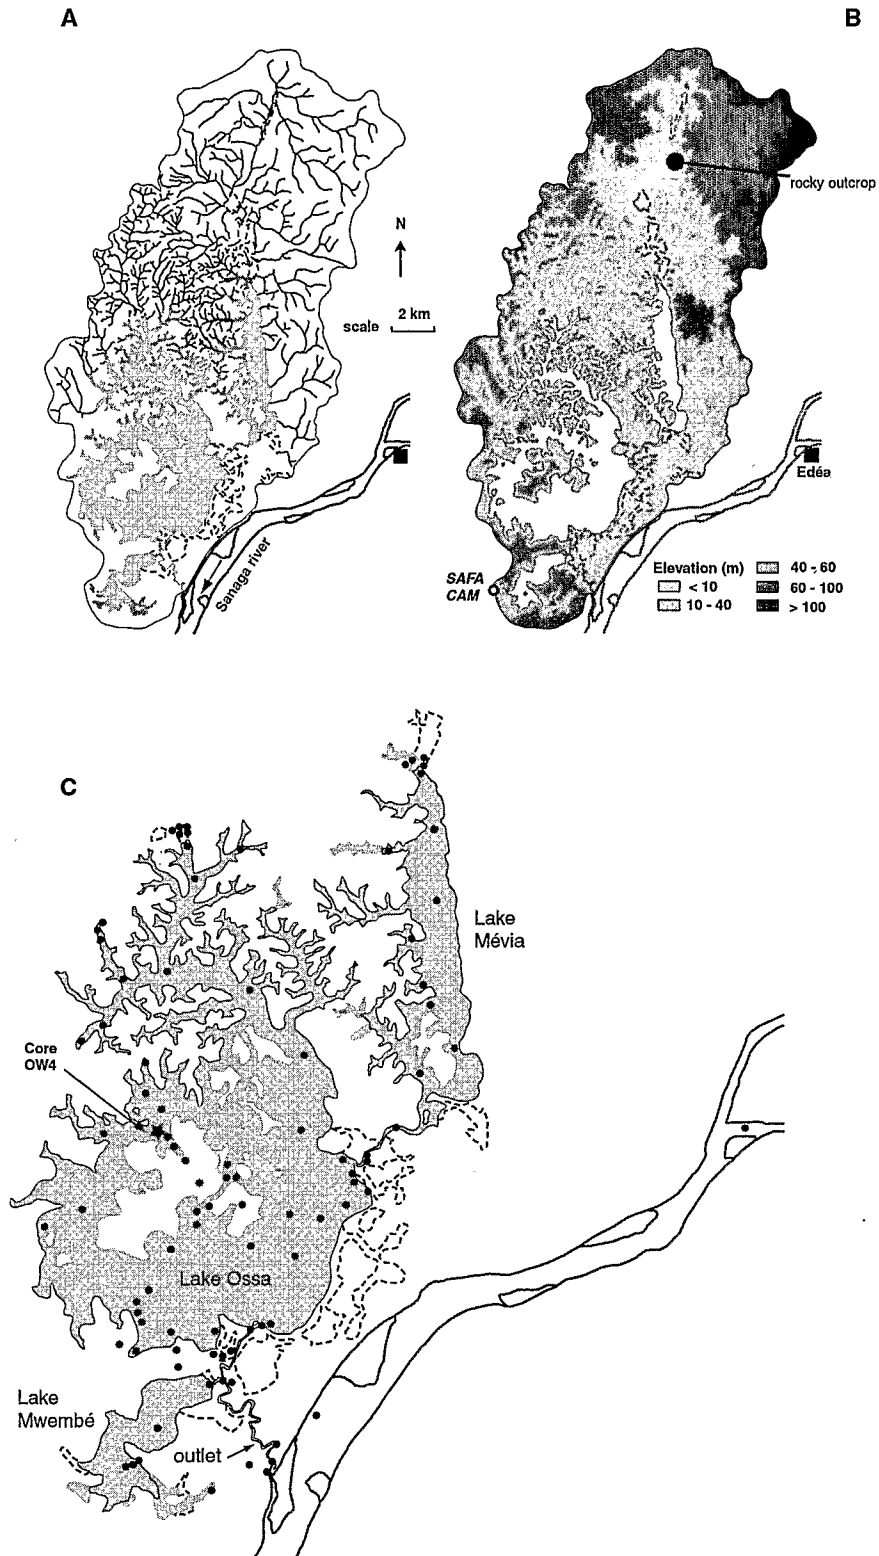 A
B
N
scale 2 km
Sanaga river
rocky outcrop
Edéa
SAFA
CAM
Elevation (m)
< 10
10 - 40
40 - 60
60 - 100
> 100
C
Lake
Mévia
Core
OW4
Lake Ossa
Lake
Mwembé
outlet